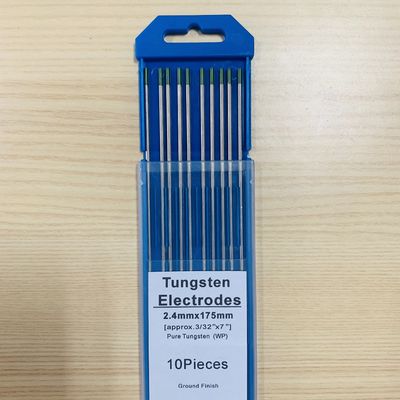 Tungsten
Electrodes
2.4mmx175mm
[approx.3/32"x7"]
Pure Tungsten (WP)
10Pieces
Ground Finish